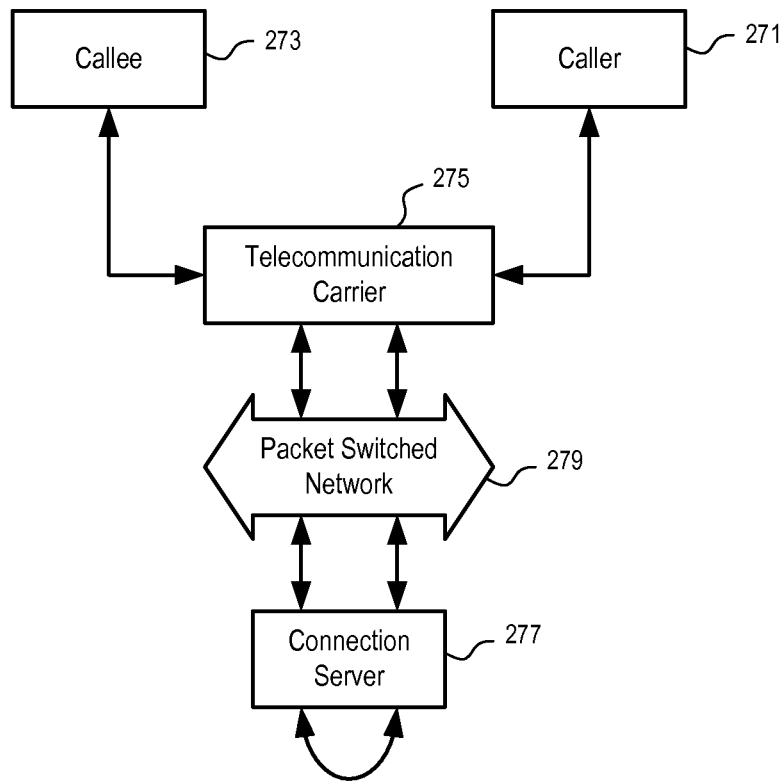 Callee
273
Caller
271
275
Telecommunication
Carrier
Packet Switched
Network
279
Connection
Server
277